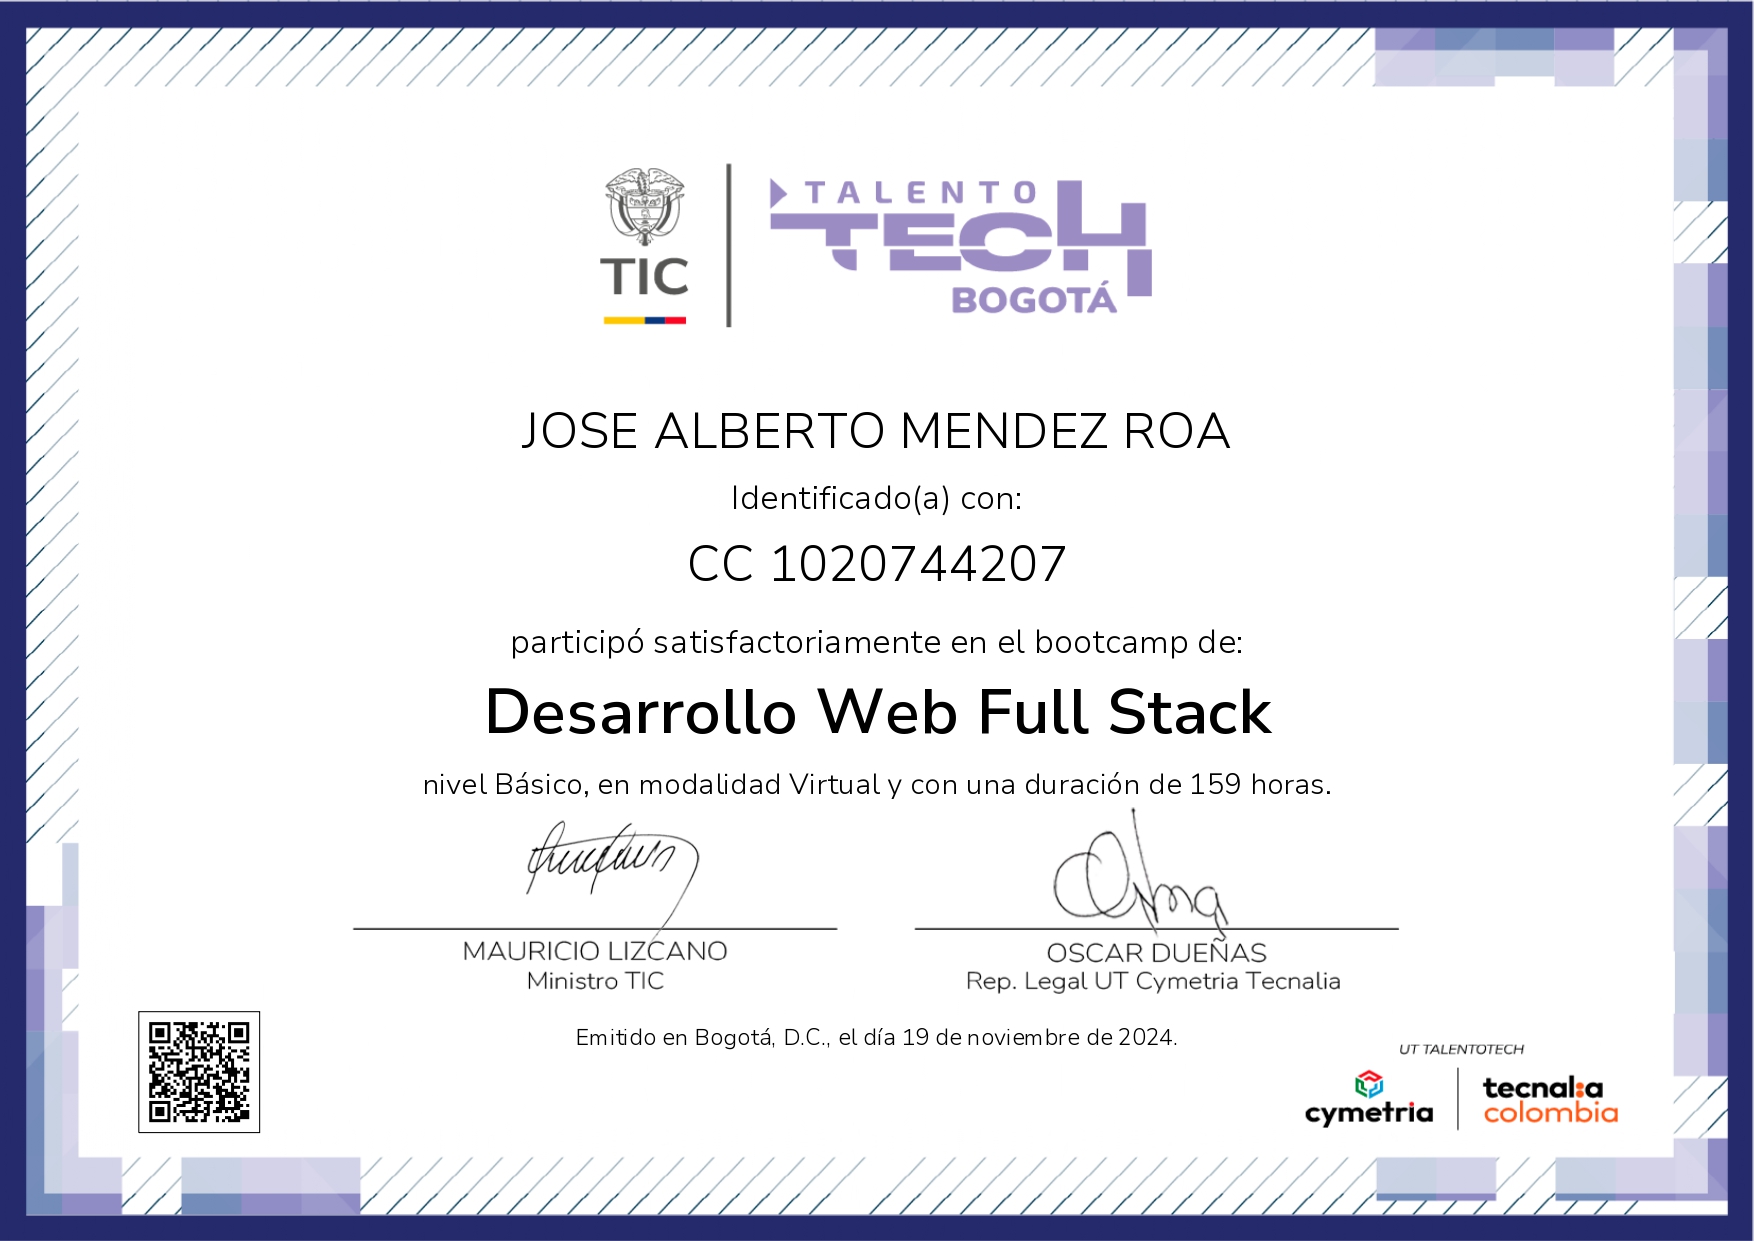 TIC
TALENTO
TECH
BOGOTÁ
JOSE ALBERTO MENDEZ ROA
Identificado(a) con:
CC 1020744207
participó satisfactoriamente en el bootcamp de:
Desarrollo Web Full Stack
nivel Básico, en modalidad Virtual y con una duración de 159 horas.
MAURICIO LIZCANO
Ministro TIC
OSCAR DUEÑAS
Rep. Legal UT Cymetria Tecnalia
Emitido en Bogotá, D.C., el día 19 de noviembre de 2024.
UT TALENTOTECH
cymetria
tecnalia
colombia